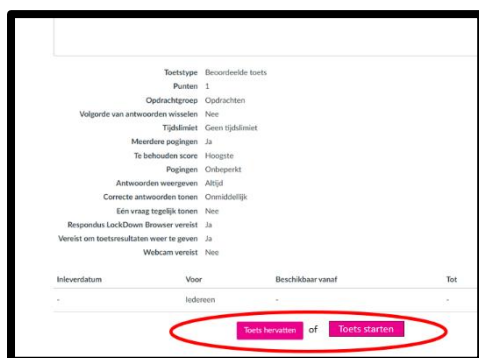 Toetstype Beoordeelde toets
Punten 1
Opdrachtgroep Opdrachten
Volgorde van antwoorden wisselen Nee
Tijdslimiet Geen tijdslimiet
Meerdere pogingen Ja
Te behouden score Hoogste
Pogingen Onbeperkt
Antwoorden weergeven Altijd
Correcte antwoorden tonen Onmiddellijk
Eén vraag tegelijk tonen Nee
Respondus LockDown Browser vereist Ja
Vereist om toetsresultaten weer te geven Ja
Webcam vereist Nee
Inleverdatum Voor Beschikbaar vanaf Tot
- Iedereen - -
Toets hervatten of Toets starten